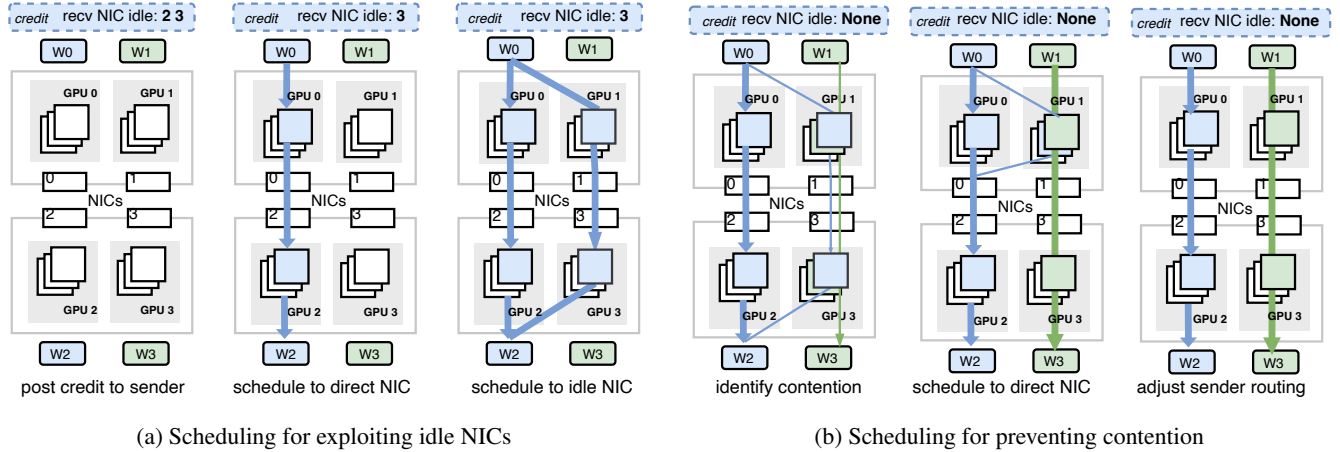 credit recv NIC idle: 2 3
W0
W1
GPU 0
GPU 1
0
1
NICs
2
3
GPU 2
GPU 3
W2
W3
post credit to sender
credit recv NIC idle: 3
W0
W1
GPU 0
GPU 1
0
1
NICs
2
3
GPU 2
GPU 3
W2
W3
schedule to direct NIC
credit recv NIC idle: 3
W0
W1
GPU 0
GPU 1
0
1
NICs
2
3
GPU 2
GPU 3
W2
W3
schedule to idle NIC
(a) Scheduling for exploiting idle NICs
credit recv NIC idle: None
W0
W1
GPU 0
GPU 1
0
1
NICs
2
3
GPU 2
GPU 3
W2
W3
identify contention
credit recv NIC idle: None
W0
W1
GPU 0
GPU 1
0
1
NICs
2
3
GPU 2
GPU 3
W2
W3
schedule to direct NIC
credit recv NIC idle: None
W0
W1
GPU 0
GPU 1
0
1
NICs
2
3
GPU 2
GPU 3
W2
W3
adjust sender routing
(b) Scheduling for preventing contention